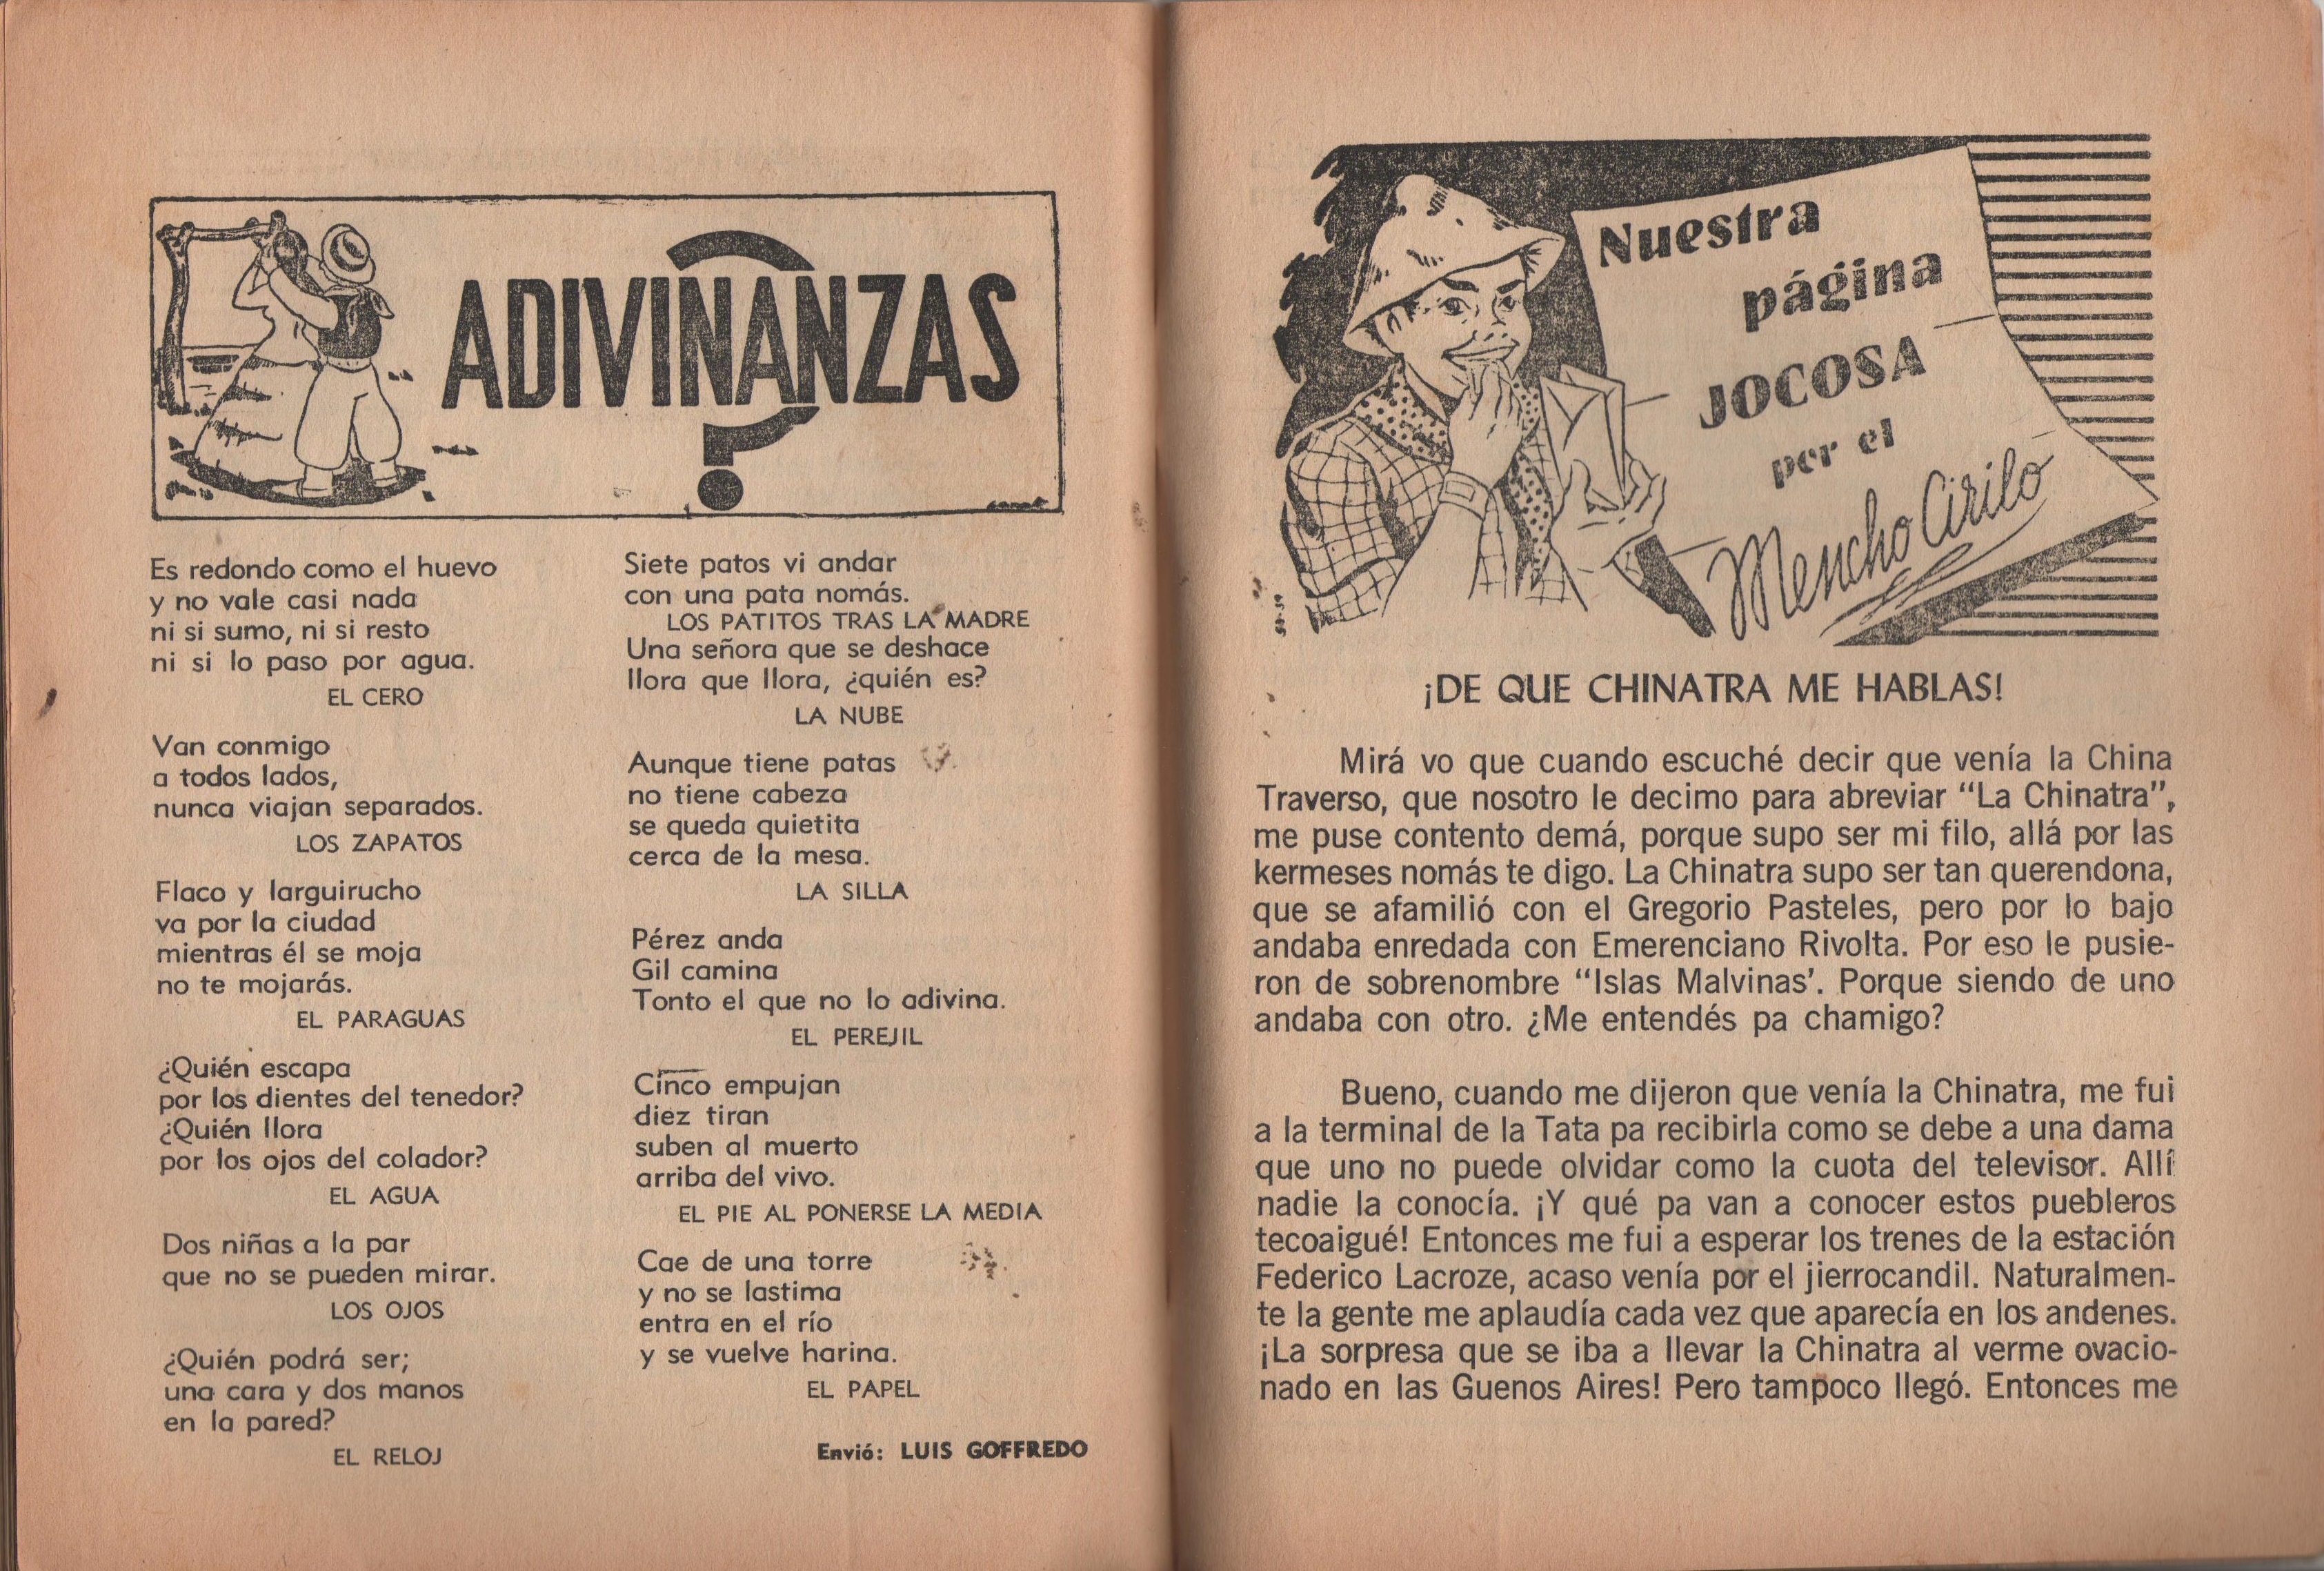 ADIVINANZAS
Es redondo como el huevo
y no vale casi nada
ni si sumo, ni si resto
ni si lo paso por agua.
EL CERO
Van conmigo
a todos lados,
nunca viajan separados.
LOS ZAPATOS
Flaco y larguirucho
va por la ciudad
mientras él se moja
no te mojarás.
EL PARAGUAS
¿Quién escapa
por los dientes del tenedor?
¿Quién llora
por los ojos del colador?
EL AGUA
Dos niñas a la par
que no se pueden mirar.
LOS OJOS
¿Quién podrá ser;
una cara y dos manos
en la pared?
EL RELOJ
Siete patos vi andar
con una pata nomás.
LOS PATITOS TRAS LA MADRE
Una señora que se deshace
llora que llora, ¿quién es?
LA NUBE
Aunque tiene patas
no tiene cabeza
se queda quietita
cerca de la mesa.
LA SILLA
Pérez anda
Gil camina
Tonto el que no lo adivina.
EL PEREJIL
Cinco empujan
diez tiran
suben al muerto
arriba del vivo.
EL PIE AL PONERSE LA MEDIA
Cae de una torre
y no se lastima
entra en el río
y se vuelve harina.
EL PAPEL
Envió: LUIS GOFFREDO
Nuestra
página
JOCOSA
por el
Mencho Cirilo
¡DE QUE CHINATRA ME HABLAS!
Mirá vo que cuando escuché decir que venía la China
Traverso, que nosotro le decimo para abreviar “La Chinatra”,
me puse contento demá, porque supo ser mi filo, allá por las
kermeses nomás te digo. La Chinatra supo ser tan querendona,
que se afamilió con el Gregorio Pasteles, pero por lo bajo
andaba enredada con Emerenciano Rivolta. Por eso le pusie-
ron de sobrenombre “Islas Malvinas’. Porque siendo de uno
andaba con otro. ¿Me entendés pa chamigo?
Bueno, cuando me dijeron que venía la Chinatra, me fui
a la terminal de la Tata pa recibirla como se debe a una dama
que uno no puede olvidar como la cuota del televisor. Allí
nadie la conocía. ¡Y qué pa van a conocer estos puebleros
tecoaigué! Entonces me fui a esperar los trenes de la estación
Federico Lacroze, acaso venía por el jierrocandil. Naturalmen-
te la gente me aplaudía cada vez que aparecía en los andenes.
¡La sorpresa que se iba a llevar la Chinatra al verme ovacio-
nado en las Guenos Aires! Pero tampoco llegó. Entonces me